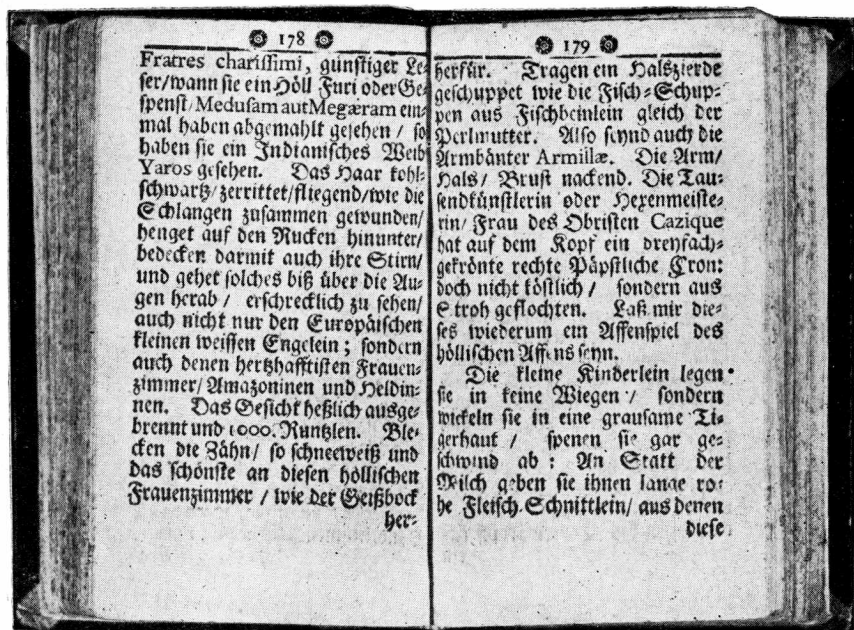 178
Fratres charissimi, günstiger Le-
ser/wann sie ein Höll Furi oder Ge-
spenst/Medusam aut Megæram ein-
mal haben abgemahlt gesehen / so
haben sie ein Indianisches Weib
Yaros gesehen. Das Haar kohl-
schwartz/zerrittet/fliegend/wie die
Schlangen zusammen gewunden/
henget auf den Rucken hinunter/
bedecken darmit auch ihre Stirn/
und gehet solches biß über die Au-
gen herab / erschrecklich zu sehen/
auch nicht nur den Europäischen
kleinen weissen Engelein; sondern
auch denen hertzhafftisten Frauen-
zimmer/Amazoninen und Heldin-
nen. Das Gesicht heßlich ausge-
brennt und 1000. Runtzlen. Ble-
cken die Zähn/ so schneeweiß und
das schönste an diesen höllischen
Frauenzimmer / wie der Geißbock
her-
179
herfür. Tragen ein Halszierde
geschuppet wie die Fisch-Schup-
pen aus Fischbeinlein gleich der
Perlmutter. Also seynd auch die
Armbänter Armillæ. Die Arm/
Hals/ Brust nackend. Die Tau-
sendkünstlerin oder Hexenmeiste-
rin/ Frau des Obristen Cazique
hat auf dem Kopf ein dreyfach-
gekrönte rechte Päpstliche Cron:
doch nicht köstlich / sondern aus
Stroh geflochten. Laß mir die-
ses wiederum ein Affenspiel des
höllischen Affens seyn.
Die kleine Kinderlein legen
sie in keine Wiegen / sondern
wickeln sie in eine grausame Ti-
gerhaut / spenen sie gar ge-
schwind ab: An Statt der
Milch geben sie ihnen lange ro-
he Fleisch-Schnittlein/ aus denen
diese